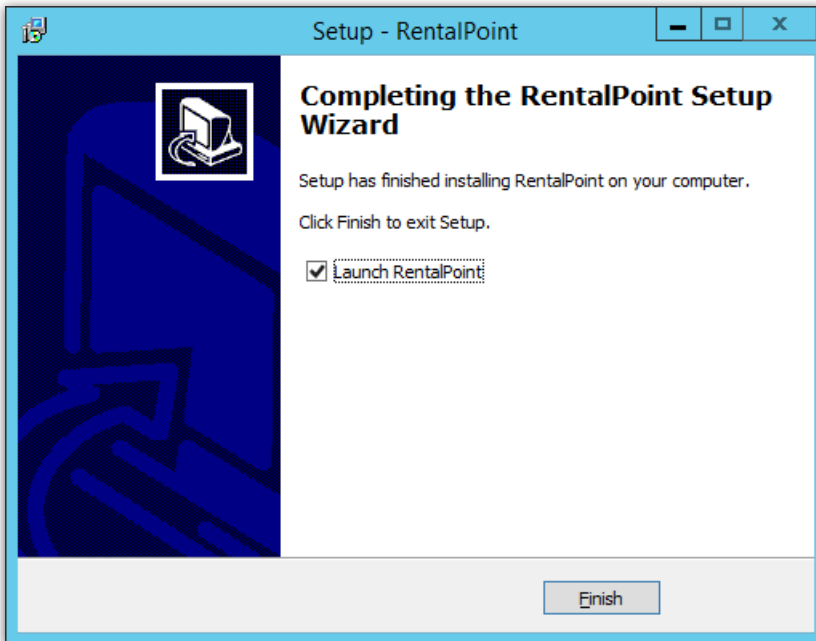 Setup - RentalPoint
Completing the RentalPoint Setup
Wizard
Setup has finished installing RentalPoint on your computer.
Click Finish to exit Setup.
Launch RentalPoint
Finish